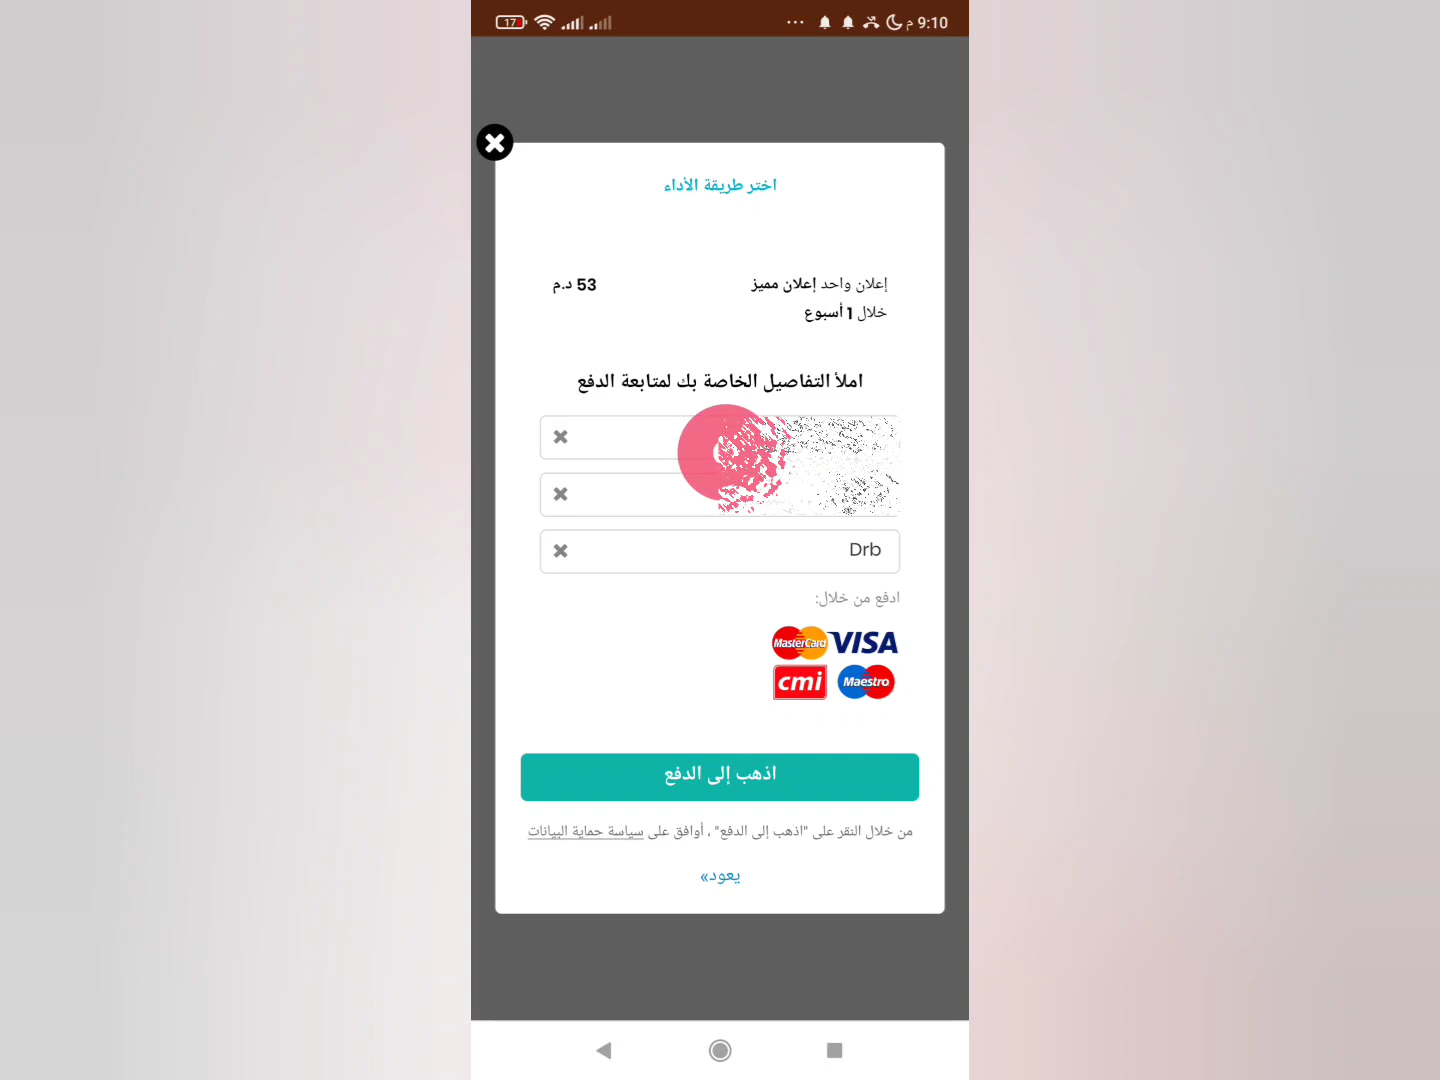 17
9:10 م
اختر طريقة الأداء
إعلان واحد إعلان مميز
53 د.م
خلال 1 أسبوع
املأ التفاصيل الخاصة بك لمتابعة الدفع
Drb
ادفع من خلال:
MasterCard VISA
cmi Maestro
اذهب إلى الدفع
من خلال النقر على "اذهب إلى الدفع" ، أوافق على سياسة حماية البيانات
يعود»